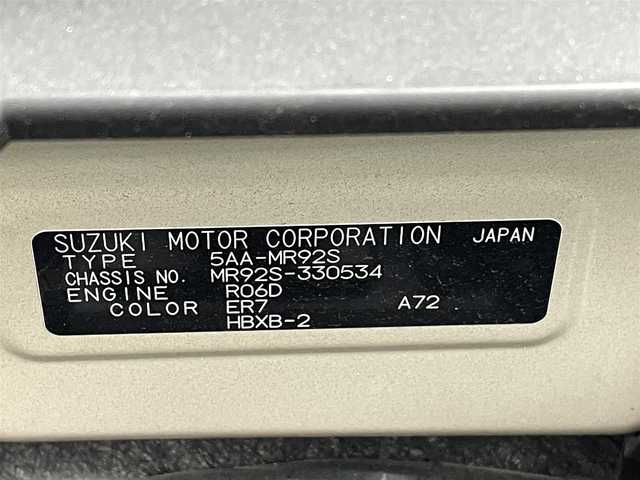 SUZUKI MOTOR CORPORATION JAPAN
TYPE 5AA-MR92S
CHASSIS NO. MR92S-330534
ENGINE R06D
COLOR ER7 A72
HBXB-2